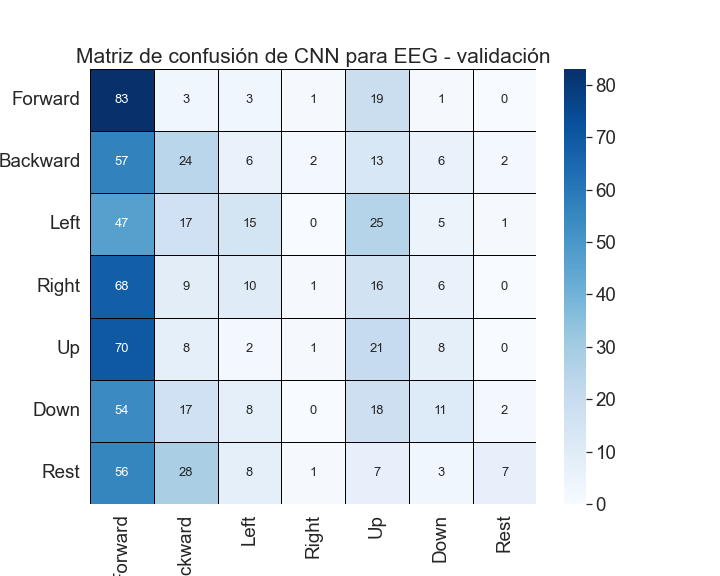 Matriz de confusión de CNN para EEG - validación
Forward 83 3 3 1 19 1 0
Backward 57 24 6 2 13 6 2
Left 47 17 15 0 25 5 1
Right 68 9 10 1 16 6 0
Up 70 8 2 1 21 8 0
Down 54 17 8 0 18 11 2
Rest 56 28 8 1 7 3 7
Forward ckward Left Right Up Down Rest
80
70
60
50
40
30
20
10
0